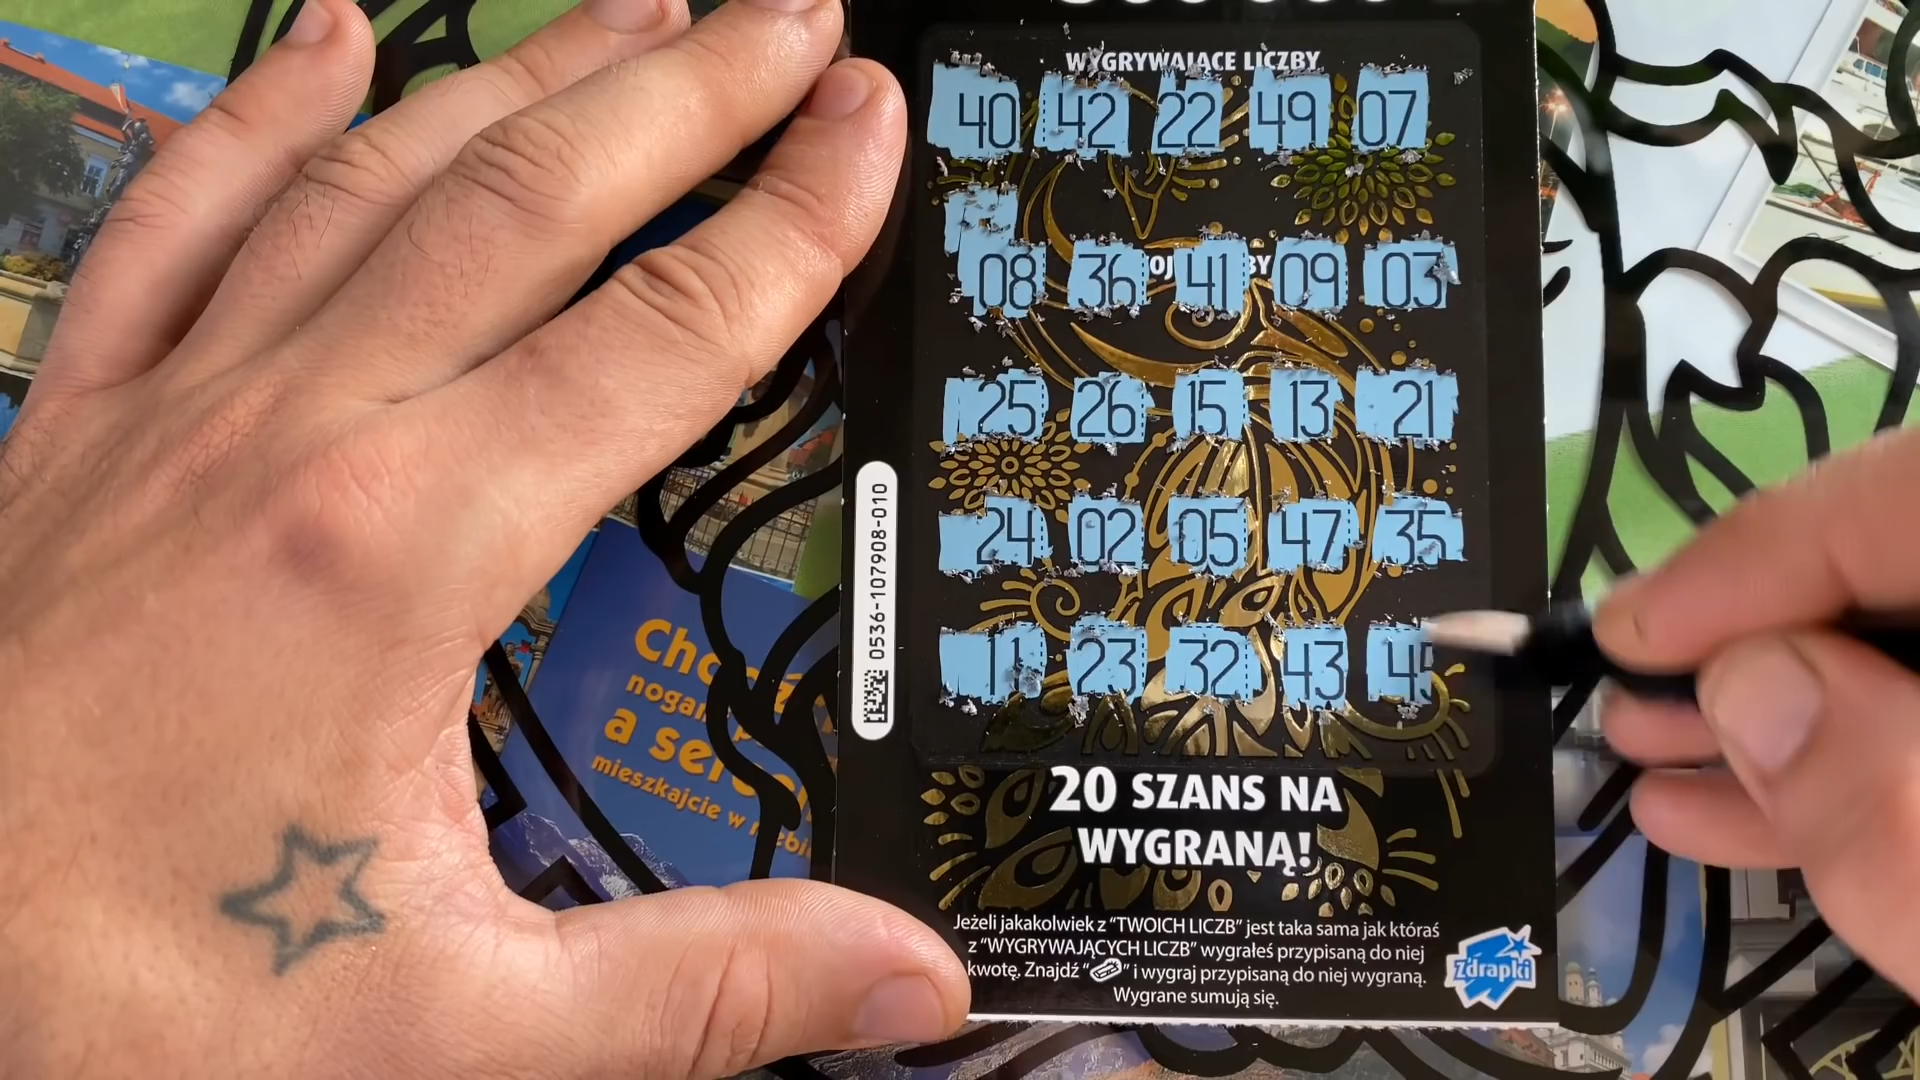 WYGRYWAJĄCE LICZBY
40 42 22 49 07
08 36 41 09 03
25 26 15 13 21
24 02 05 47 35
11 23 32 43 45
0536-107908-010
20 SZANS NA
WYGRANĄ!
Jeżeli jakakolwiek z “TWOICH LICZB” jest taka sama jak któraś
z “WYGRYWAJĄCYCH LICZB” wygrałeś przypisaną do niej
kwotę. Znajdź “ ” i wygraj przypisaną do niej wygraną.
Wygrane sumują się.
Zdrapki
a
mieszkajcie w